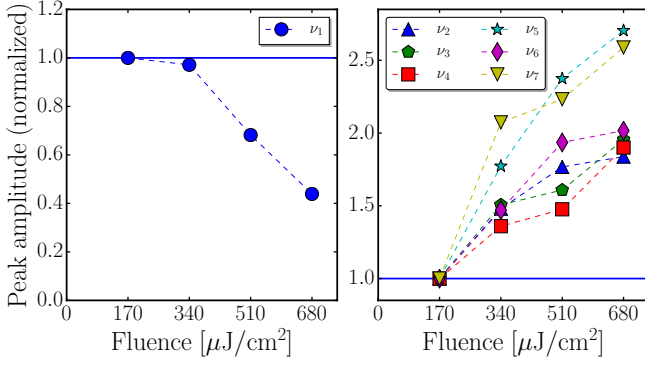 Peak amplitude (normalized)
1.2
1.0
0.8
0.6
0.4
0.2
0.0
0 170 340 510 680
Fluence [μJ/cm²]
ν₁
2.5
2.0
1.5
1.0
0 170 340 510 680
Fluence [μJ/cm²]
ν₂ ν₅
ν₃ ν₆
ν₄ ν₇